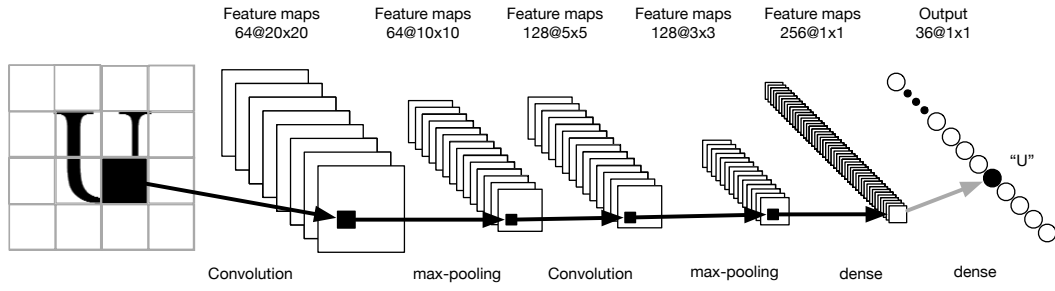 Feature maps
64@20x20
Feature maps
64@10x10
Feature maps
128@5x5
Feature maps
128@3x3
Feature maps
256@1x1
Output
36@1x1
U
“U”
Convolution
max-pooling
Convolution
max-pooling
dense
dense